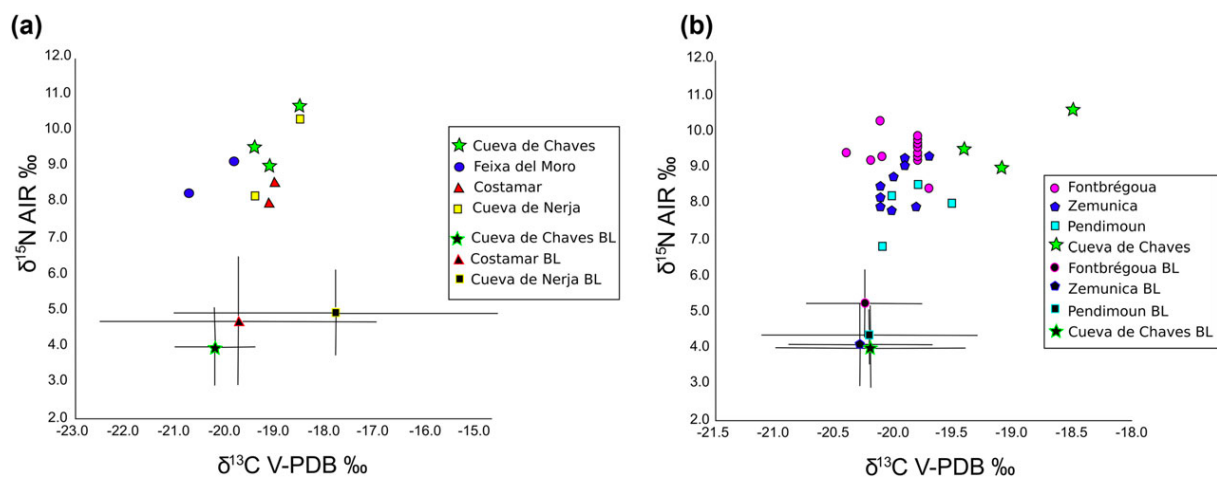 (a)
12.0
11.0
10.0
9.0
8.0
7.0
6.0
5.0
4.0
3.0
2.0
δ¹⁵N AIR ‰
-23.0 -22.0 -21.0 -20.0 -19.0 -18.0 -17.0 -16.0 -15.0
δ¹³C V-PDB ‰
Cueva de Chaves
Feixa del Moro
Costamar
Cueva de Nerja
Cueva de Chaves BL
Costamar BL
Cueva de Nerja BL
(b)
12.0
11.0
10.0
9.0
8.0
7.0
6.0
5.0
4.0
3.0
2.0
δ¹⁵N AIR ‰
-21.5 -21.0 -20.5 -20.0 -19.5 -19.0 -18.5 -18.0
δ¹³C V-PDB ‰
Fontbrégoua
Zemunica
Pendimoun
Cueva de Chaves
Fontbrégoua BL
Zemunica BL
Pendimoun BL
Cueva de Chaves BL